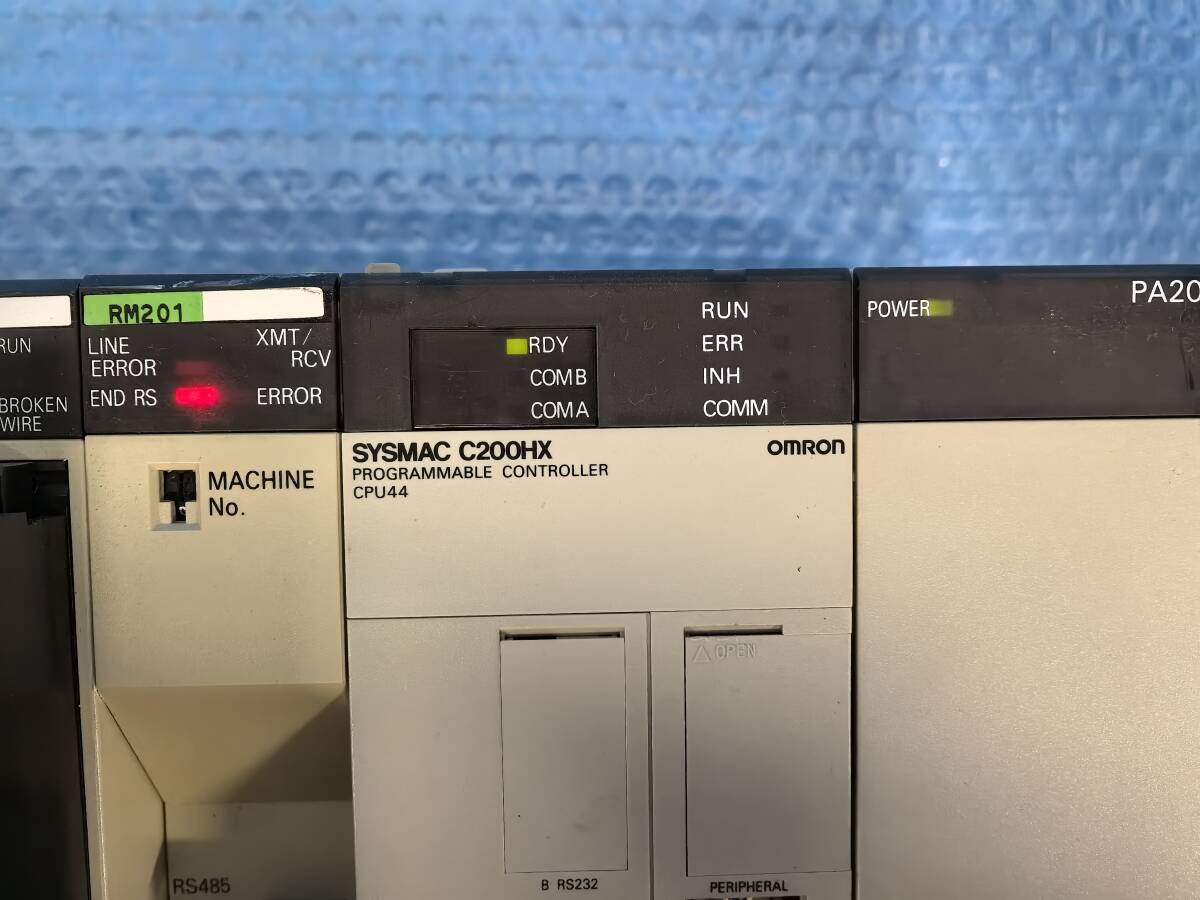 RUN
BROKEN
WIRE
RM201
LINE
ERROR
XMT/
RCV
END RS
ERROR
MACHINE
No.
RS485
RDY
COMB
COMA
RUN
ERR
INH
COMM
SYSMAC C200HX
OMRON
PROGRAMMABLE CONTROLLER
CPU44
B RS232
OPEN
PERIPHERAL
POWER
PA20